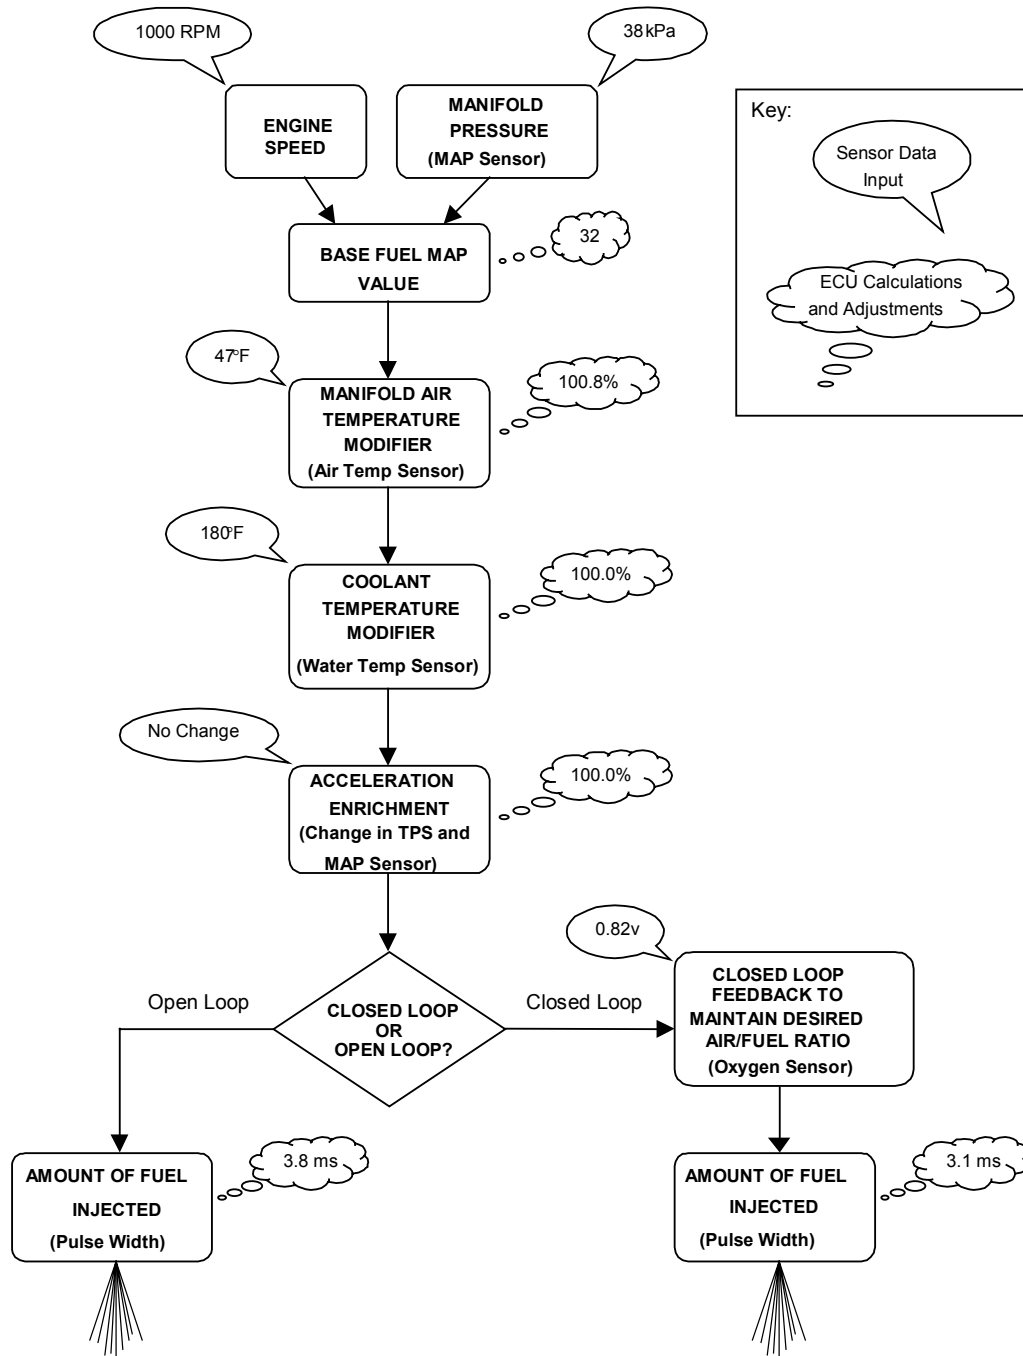 1000 RPM
38kPa
ENGINE
SPEED
MANIFOLD
PRESSURE
(MAP Sensor)
Key:
Sensor Data
Input
ECU Calculations
and Adjustments
BASE FUEL MAP
VALUE
32
47°F
MANIFOLD AIR
TEMPERATURE
MODIFIER
(Air Temp Sensor)
100.8%
180°F
COOLANT
TEMPERATURE
MODIFIER
(Water Temp Sensor)
100.0%
No Change
ACCELERATION
ENRICHMENT
(Change in TPS and
MAP Sensor)
100.0%
Open Loop
CLOSED LOOP
OR
OPEN LOOP?
Closed Loop
0.82v
CLOSED LOOP
FEEDBACK TO
MAINTAIN DESIRED
AIR/FUEL RATIO
(Oxygen Sensor)
AMOUNT OF FUEL
INJECTED
(Pulse Width)
3.8 ms
AMOUNT OF FUEL
INJECTED
(Pulse Width)
3.1 ms